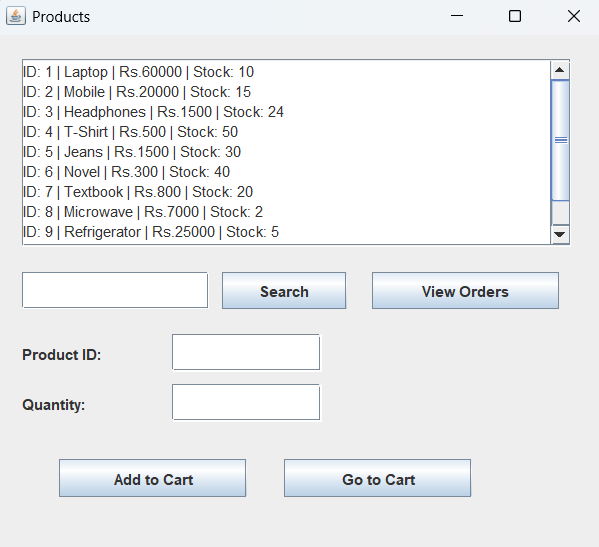 Products
ID: 1 | Laptop | Rs.60000 | Stock: 10
ID: 2 | Mobile | Rs.20000 | Stock: 15
ID: 3 | Headphones | Rs.1500 | Stock: 24
ID: 4 | T-Shirt | Rs.500 | Stock: 50
ID: 5 | Jeans | Rs.1500 | Stock: 30
ID: 6 | Novel | Rs.300 | Stock: 40
ID: 7 | Textbook | Rs.800 | Stock: 20
ID: 8 | Microwave | Rs.7000 | Stock: 2
ID: 9 | Refrigerator | Rs.25000 | Stock: 5
Search View Orders
Product ID:
Quantity:
Add to Cart Go to Cart